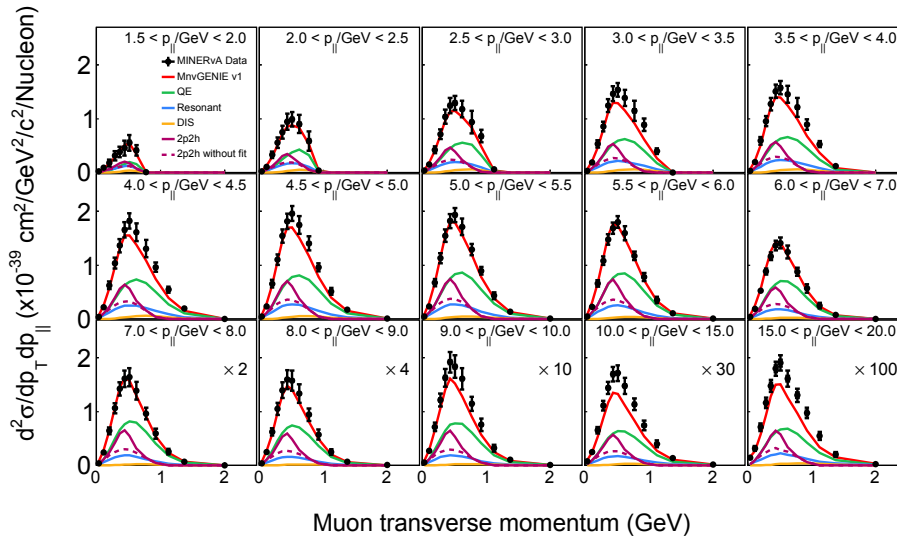 1.5 < p||/GeV < 2.0
2.0 < p||/GeV < 2.5
2.5 < p||/GeV < 3.0
3.0 < p||/GeV < 3.5
3.5 < p||/GeV < 4.0
MINERvA Data
MnvGENIE v1
QE
Resonant
DIS
2p2h
2p2h without fit
2
1
0
4.0 < p||/GeV < 4.5
4.5 < p||/GeV < 5.0
5.0 < p||/GeV < 5.5
5.5 < p||/GeV < 6.0
6.0 < p||/GeV < 7.0
2
1
0
7.0 < p||/GeV < 8.0
8.0 < p||/GeV < 9.0
9.0 < p||/GeV < 10.0
10.0 < p||/GeV < 15.0
15.0 < p||/GeV < 20.0
× 2
× 4
× 10
× 30
× 100
2
1
0
0 1 2 0 1 2 0 1 2 0 1 2 0 1 2
Muon transverse momentum (GeV)
d²σ/dp_T dp_|| (x10⁻³⁹ cm²/GeV²/c²/Nucleon)